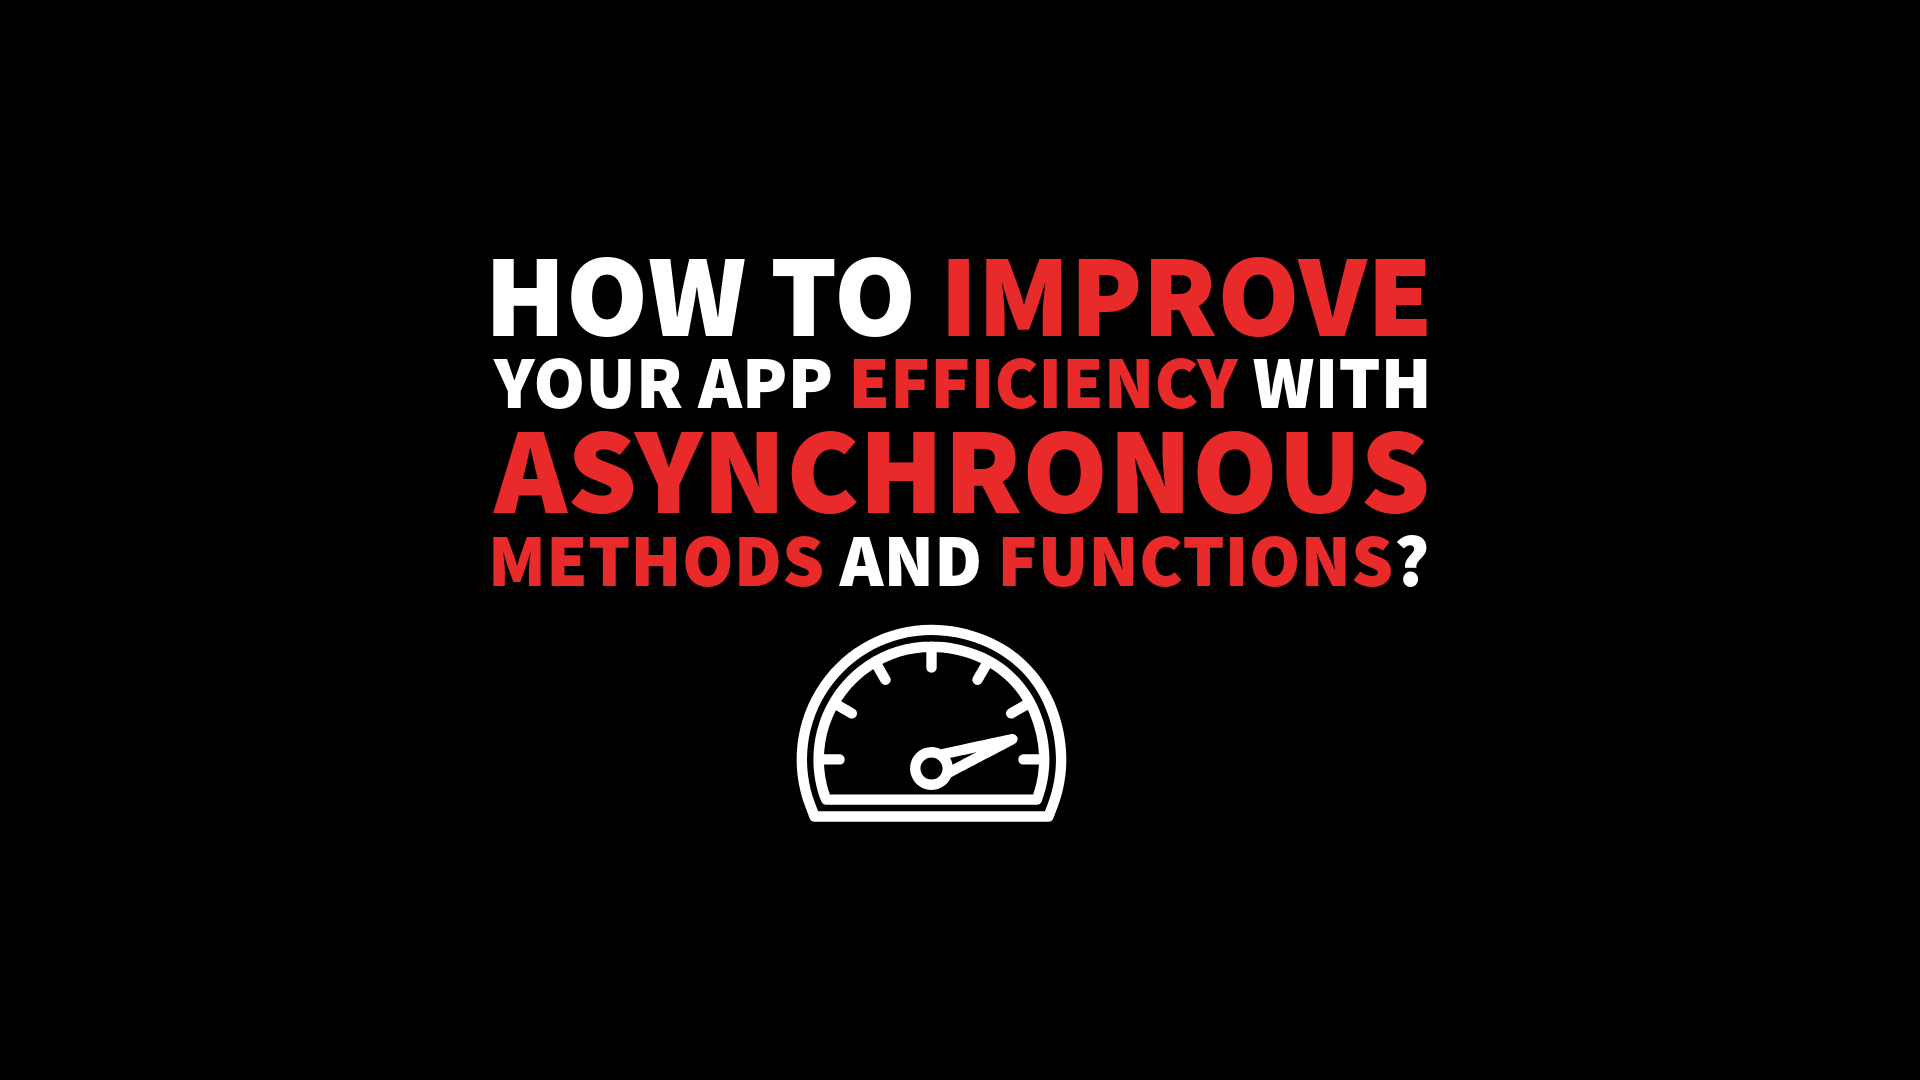 HOW TO IMPROVE
YOUR APP EFFICIENCY WITH
ASYNCHRONOUS
METHODS AND FUNCTIONS?